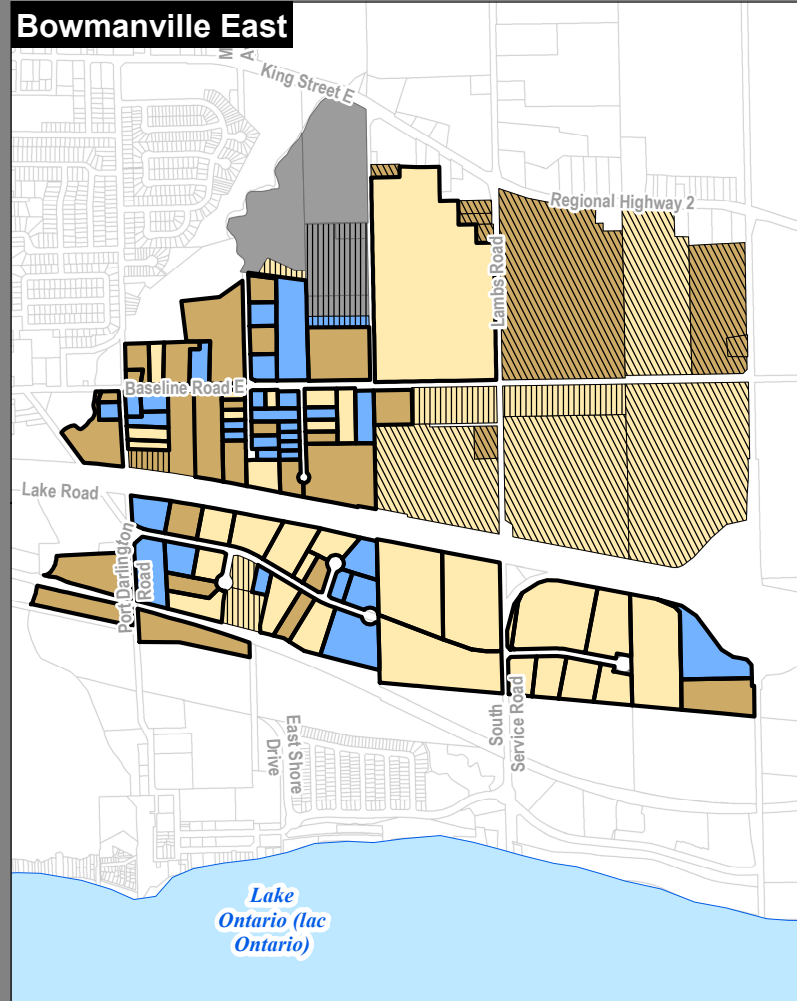 Bowmanville East
King Street E
Regional Highway 2
Lambs Road
Baseline Road E
Lake Road
Port Darlington
Road
South
Service Road
East Shore
Drive
Lake
Ontario (lac
Ontario)